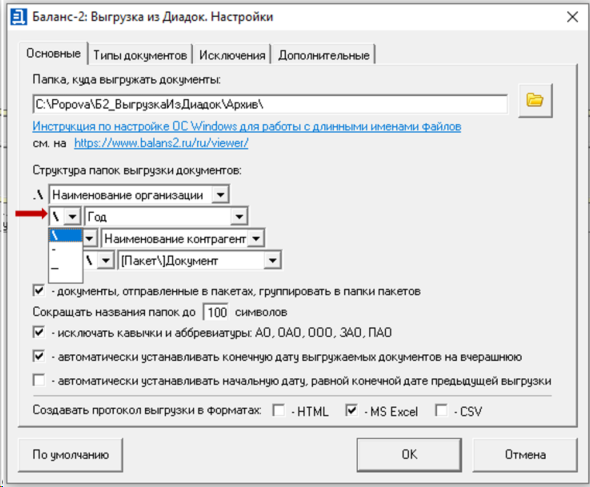 Баланс-2: Выгрузка из Диадок. Настройки
Основные Типы документов Исключения Дополнительные
Папка, куда выгружать документы:
C:\Popova\Б2_ВыгрузкаИзДиадок\Архив\
Инструкция по настройке ОС Windows для работы с длинными именами файлов
см. на https://www.balans2.ru/ru/viewer/
Структура папок выгрузки документов:
.\ Наименование организации
\ Год
\ Наименование контрагент
-
_
\ [Пакет\]Документ
- документы, отправленные в пакетах, группировать в папки пакетов
Сокращать названия папок до 100 символов
- исключать кавычки и аббревиатуры: АО, ОАО, ООО, ЗАО, ПАО
- автоматически устанавливать конечную дату выгружаемых документов на вчерашнюю
- автоматически устанавливать начальную дату, равной конечной дате предыдущей выгрузки
Создавать протокол выгрузки в форматах: - HTML - MS Excel - CSV
По умолчанию OK Отмена